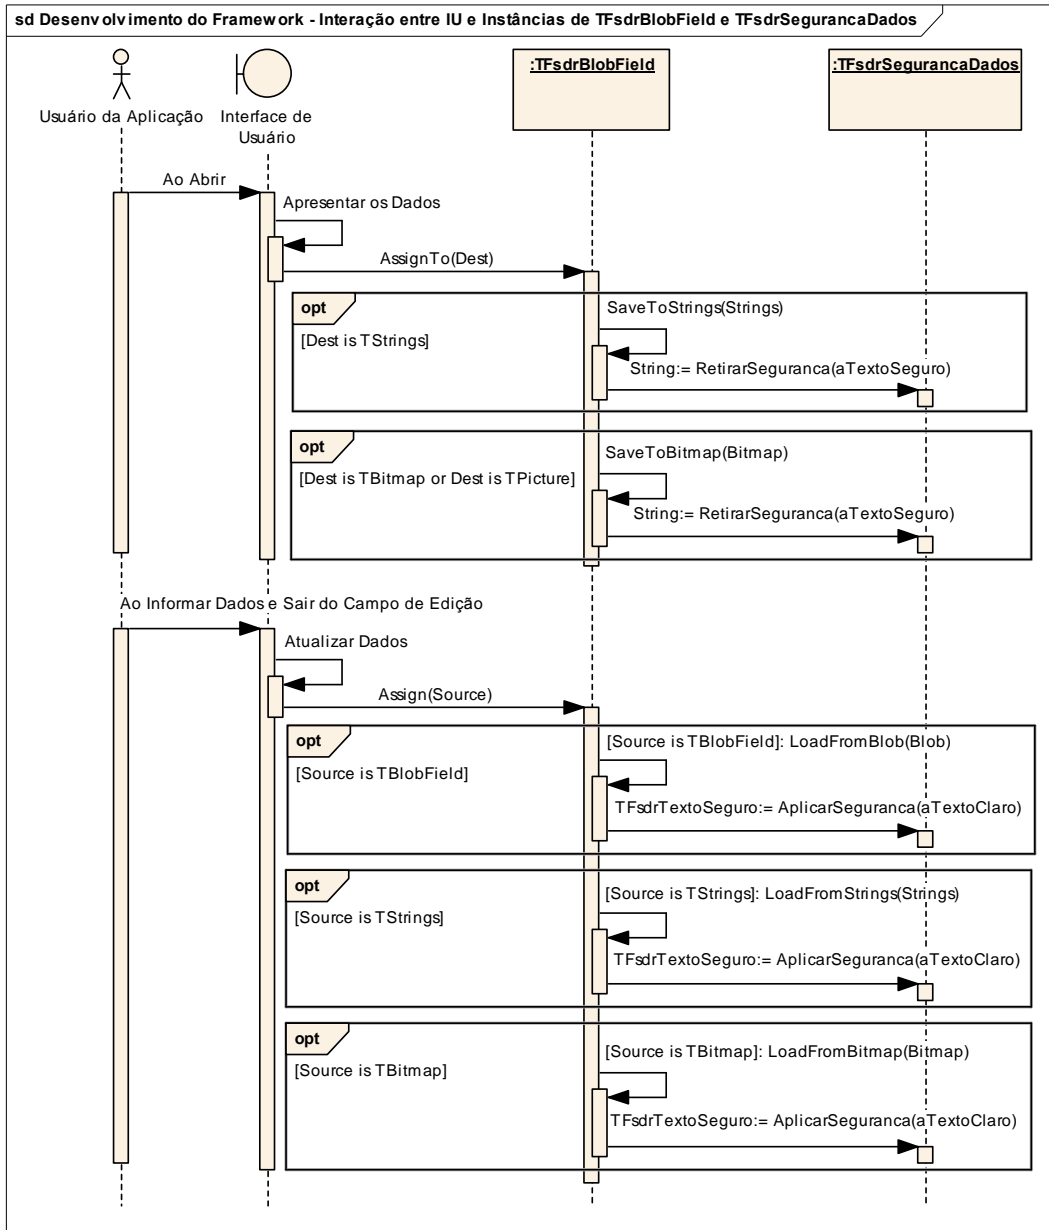 sd Desenvolvimento do Framework - Interação entre IU e Instâncias de TFsdrBlobField e TFsdrSegurancaDados
:TFsdrBlobField
:TFsdrSegurancaDados
Usuário da Aplicação
Interface de
Usuário
Ao Abrir
Apresentar os Dados
AssignTo(Dest)
opt
[Dest is TStrings]
SaveToStrings(Strings)
String:= RetirarSeguranca(aTextoSeguro)
opt
[Dest is TBitmap or Dest is TPicture]
SaveToBitmap(Bitmap)
String:= RetirarSeguranca(aTextoSeguro)
Ao Informar Dados e Sair do Campo de Edição
Atualizar Dados
Assign(Source)
opt
[Source is TBlobField]
[Source is TBlobField]: LoadFromBlob(Blob)
TFsdrTextoSeguro:= AplicarSeguranca(aTextoClaro)
opt
[Source is TStrings]
[Source is TStrings]: LoadFromStrings(Strings)
TFsdrTextoSeguro:= AplicarSeguranca(aTextoClaro)
opt
[Source is TBitmap]
[Source is TBitmap]: LoadFromBitmap(Bitmap)
TFsdrTextoSeguro:= AplicarSeguranca(aTextoClaro)